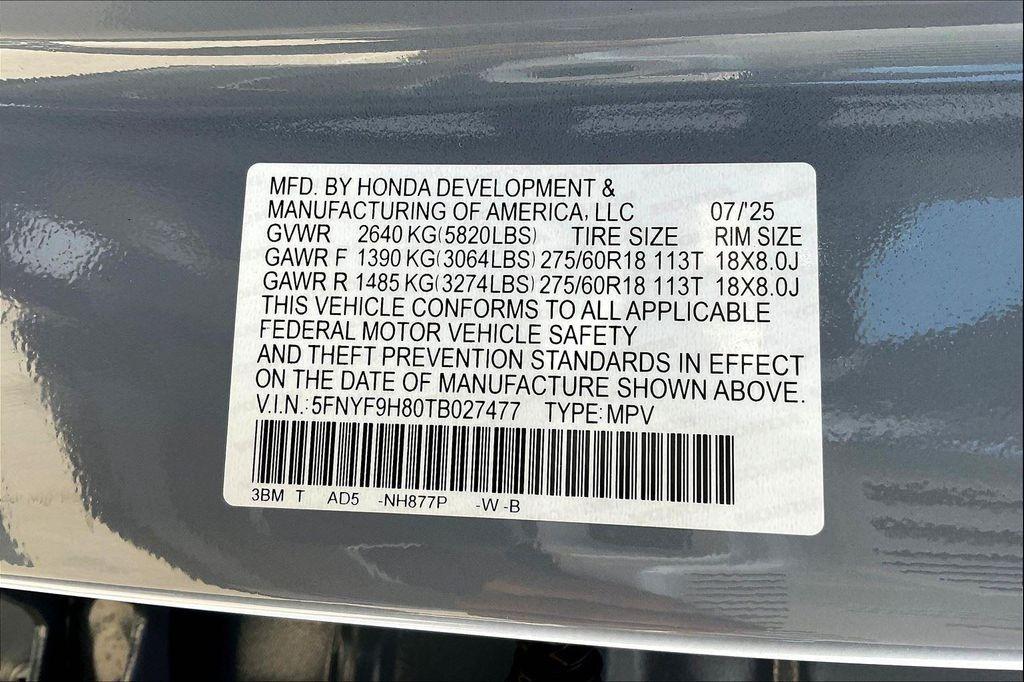 MFD. BY HONDA DEVELOPMENT &
MANUFACTURING OF AMERICA, LLC 07/'25
GVWR 2640 KG(5820LBS) TIRE SIZE RIM SIZE
GAWR F 1390 KG(3064LBS) 275/60R18 113T 18X8.0J
GAWR R 1485 KG(3274LBS) 275/60R18 113T 18X8.0J
THIS VEHICLE CONFORMS TO ALL APPLICABLE
FEDERAL MOTOR VEHICLE SAFETY
AND THEFT PREVENTION STANDARDS IN EFFECT
ON THE DATE OF MANUFACTURE SHOWN ABOVE.
V.I.N.: 5FNYF9H80TB027477 TYPE: MPV
3BM T AD5 -NH877P -W -B